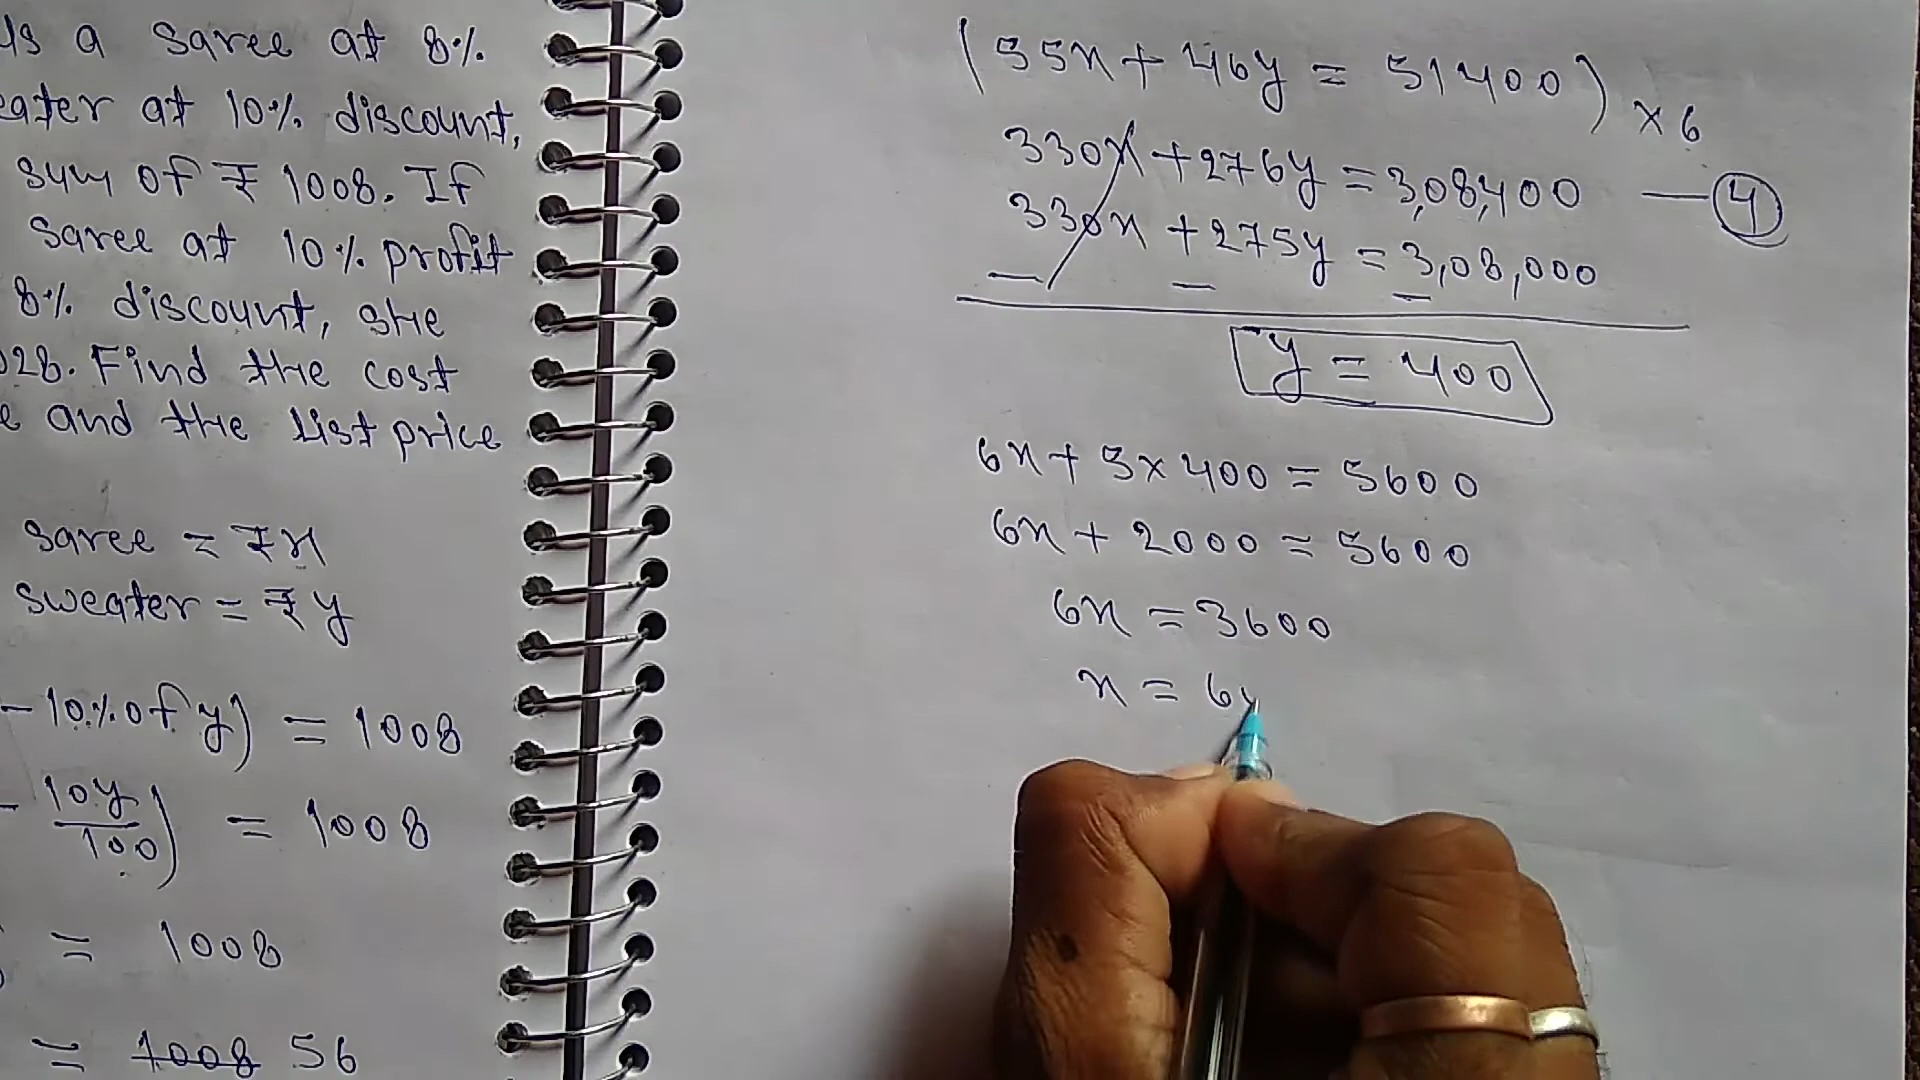 a saree at 8%
at 10% discount,
sum of ₹ 1008. If
saree at 10% profit
8% discount, she
028. Find the cost
and the list price
saree = ₹x
sweater = ₹y
- 10% of y) = 1008
- 10y/100) = 1008
= 1008
= 1008 56
(55x + 46y = 51400) × 6
330x + 276y = 3,08,400 — ④
330x + 275y = 3,08,000
— — —
y = 400
6x + 5 × 400 = 5600
6x + 2000 = 5600
6x = 3600
x = 6